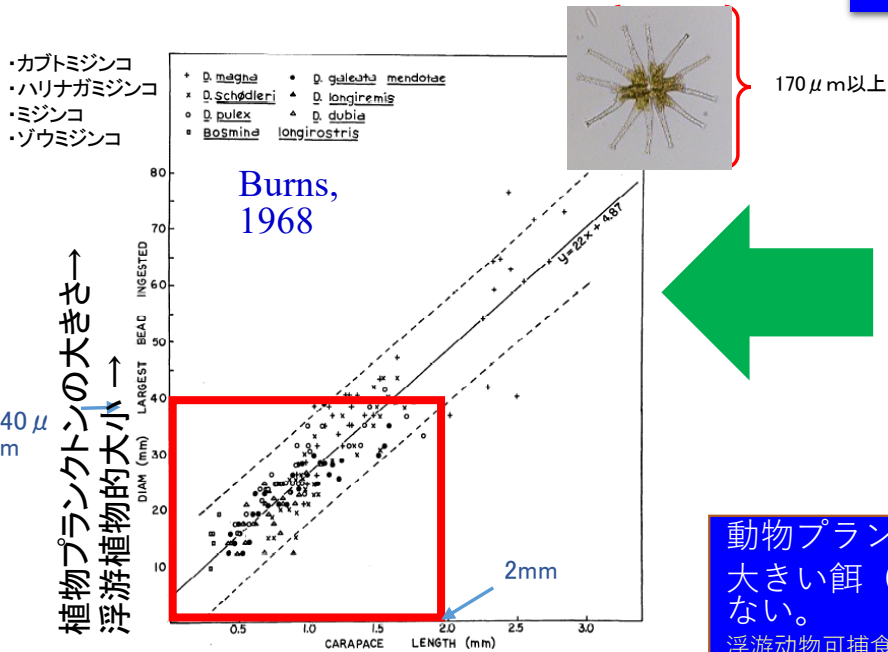 ・カブトミジンコ
・ハリナガミジンコ
・ミジンコ
・ゾウミジンコ
+ D. magna
x D. schødleri
o D. pulex
▫ Bosmina longirostris
● D. galeata mendotae
▲ D. longiremis
△ D. dubia
170μm以上
Burns,
1968
y=22x + 4.87
植物プランクトンの大きさ→
浮游植物的大小→
DIAM (mm) LARGEST BEAD INGESTED
80
70
60
50
40
30
20
10
40μ
m
2mm
0.5
1.0
1.5
2.0
2.5
3.0
CARAPACE LENGTH (mm)
動物プラン
大きい餌（
ない。
浮游动物可捕食